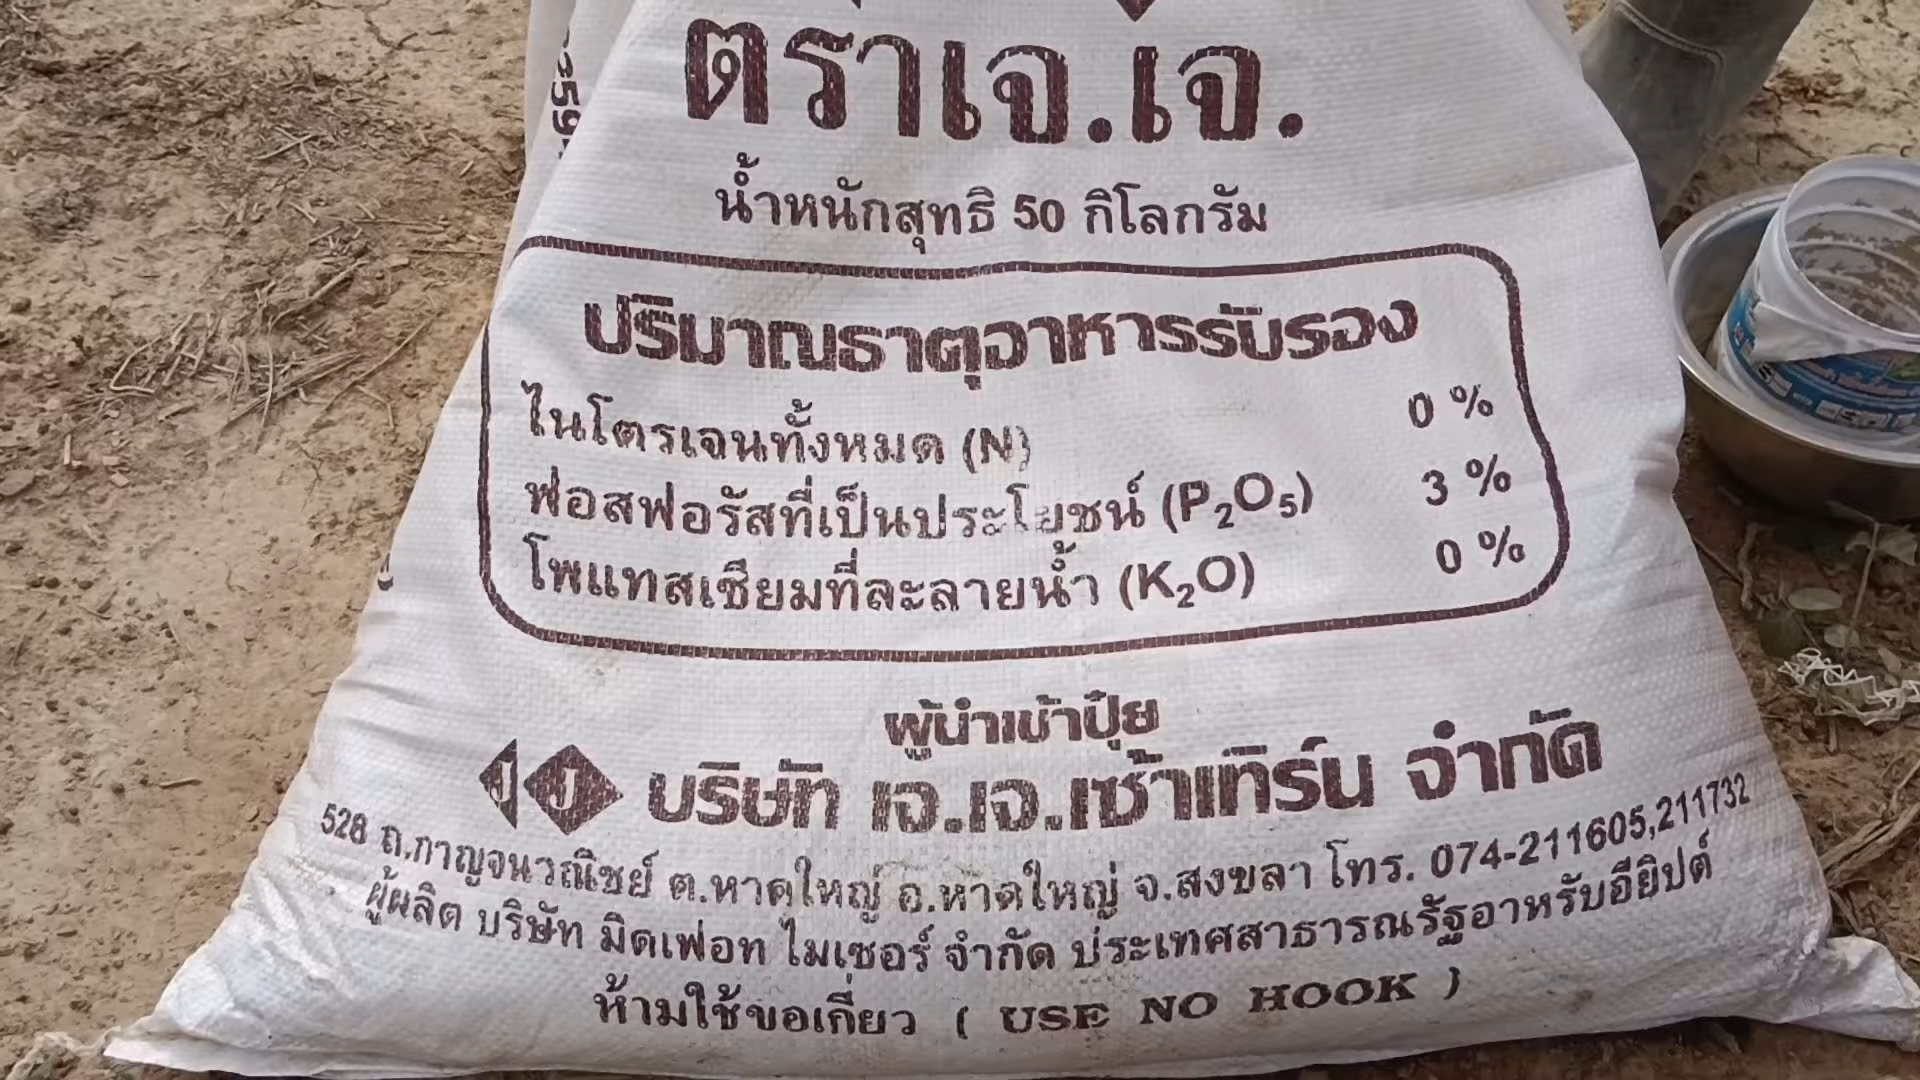 ตราเจ.เจ.
น้ำหนักสุทธิ 50 กิโลกรัม
ปริมาณธาตุอาหารรับรอง
ไนโตรเจนทั้งหมด (N) 0 %
ฟอสฟอรัสที่เป็นประโยชน์ (P₂O₅) 3 %
โพแทสเซียมที่ละลายน้ำ (K₂O) 0 %
ผู้นำเข้าปุ๋ย
JJ บริษัท เจ.เจ.เซ้าเทิร์น จำกัด
528 ถ.กาญจนวณิชย์ ต.หาดใหญ่ อ.หาดใหญ่ จ.สงขลา โทร. 074-211605,211732
ผู้ผลิต บริษัท มิดเฟอท ไมเซอร์ จำกัด ประเทศสาธารณรัฐอาหรับอียิปต์
ห้ามใช้ขอเกี่ยว ( USE NO HOOK )